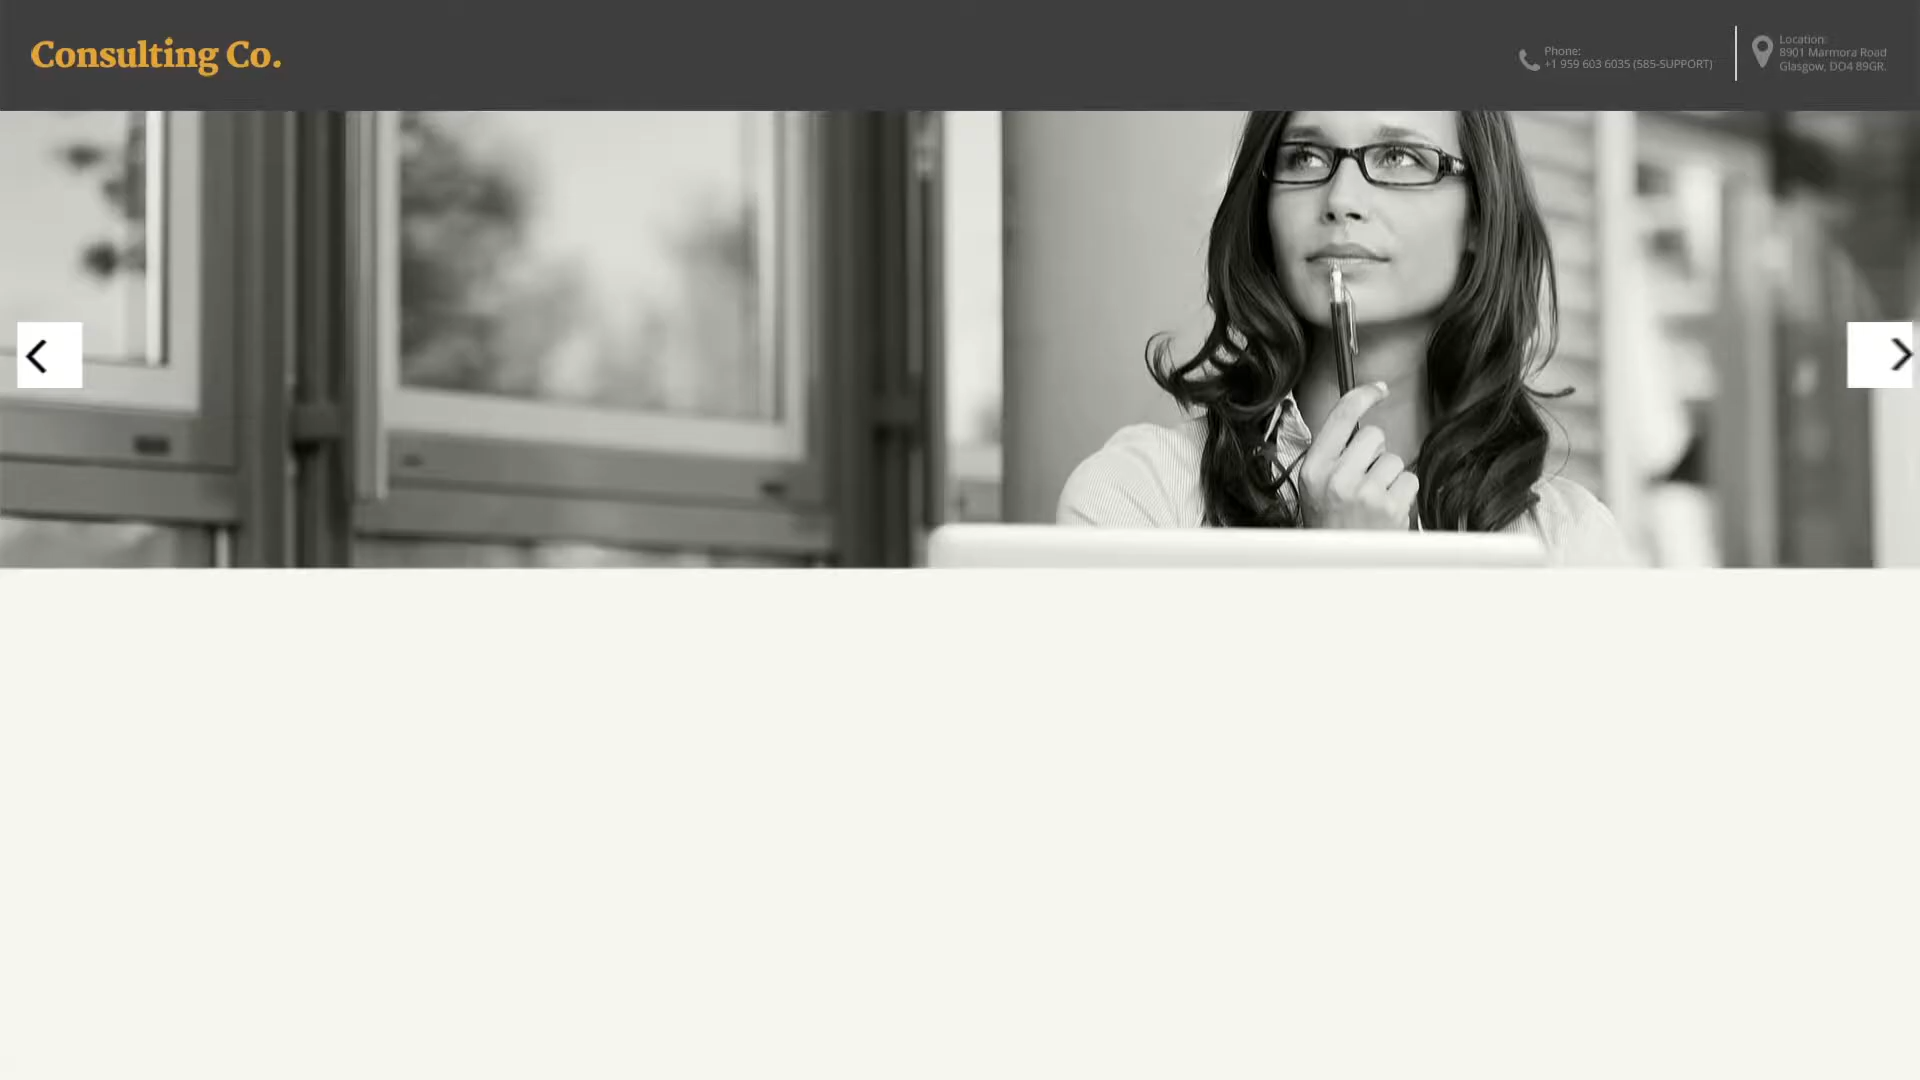 Consulting Co.
Phone:
+1 959 603 6035 (585-SUPPORT)
Location:
8901 Marmora Road
Glasgow, DO4 89GR.